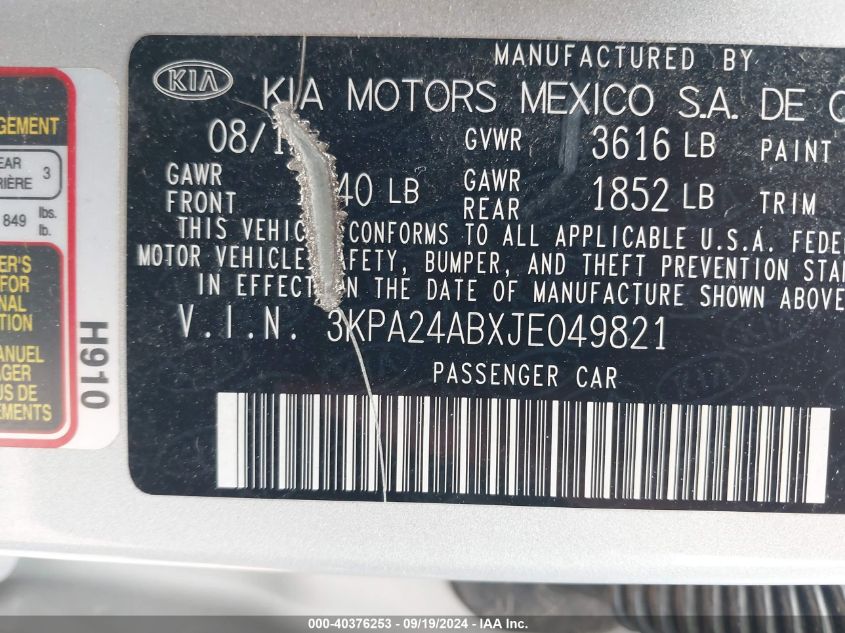 MANUFACTURED BY
KIA
KIA MOTORS MEXICO S.A. DE C
08/1
GVWR 3616 LB PAINT
GAWR FRONT 40 LB GAWR REAR 1852 LB TRIM
THIS VEHIC CONFORMS TO ALL APPLICABLE U.S.A. FEDE
MOTOR VEHICLE AFETY, BUMPER, AND THEFT PREVENTION STAN
IN EFFECT N THE DATE OF MANUFACTURE SHOWN ABOVE
V.I.N. 3KPA24ABXJE049821
PASSENGER CAR
GEMENT
EAR 3
RIÈRE
849 lbs.
lb.
ER'S
FOR
NAL
TION
ANUEL
AGER
US DE
EMENTS
H910
000-40376253 - 09/19/2024 - IAA Inc.